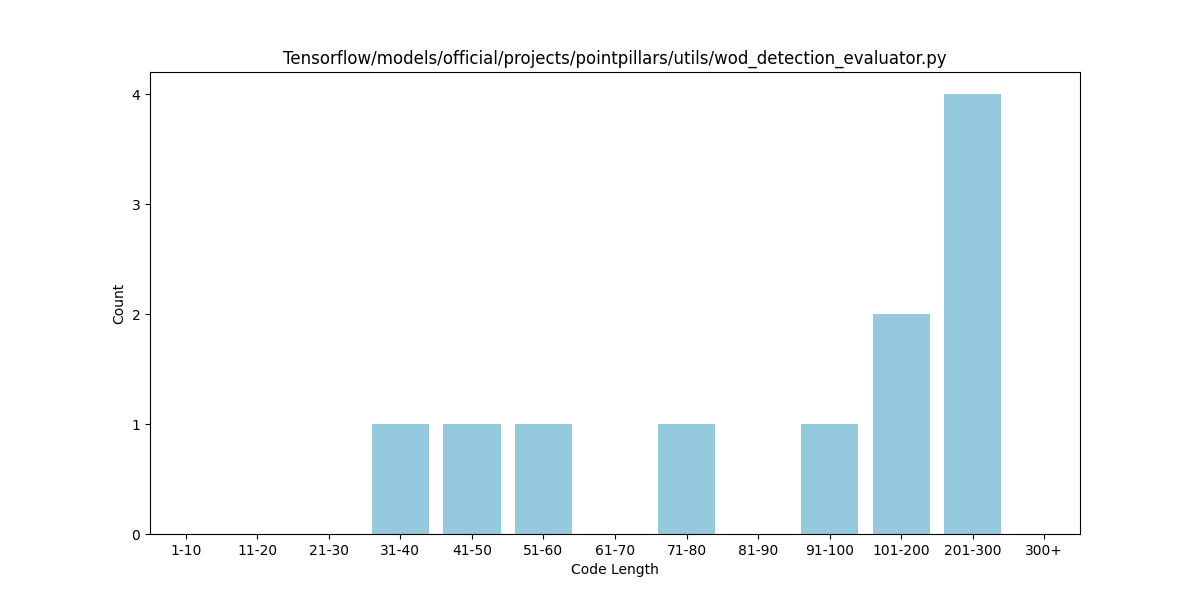 Tensorflow/models/official/projects/pointpillars/utils/wod_detection_evaluator.py
4
3
2
1
0
Count
1-10 11-20 21-30 31-40 41-50 51-60 61-70 71-80 81-90 91-100 101-200 201-300 300+
Code Length